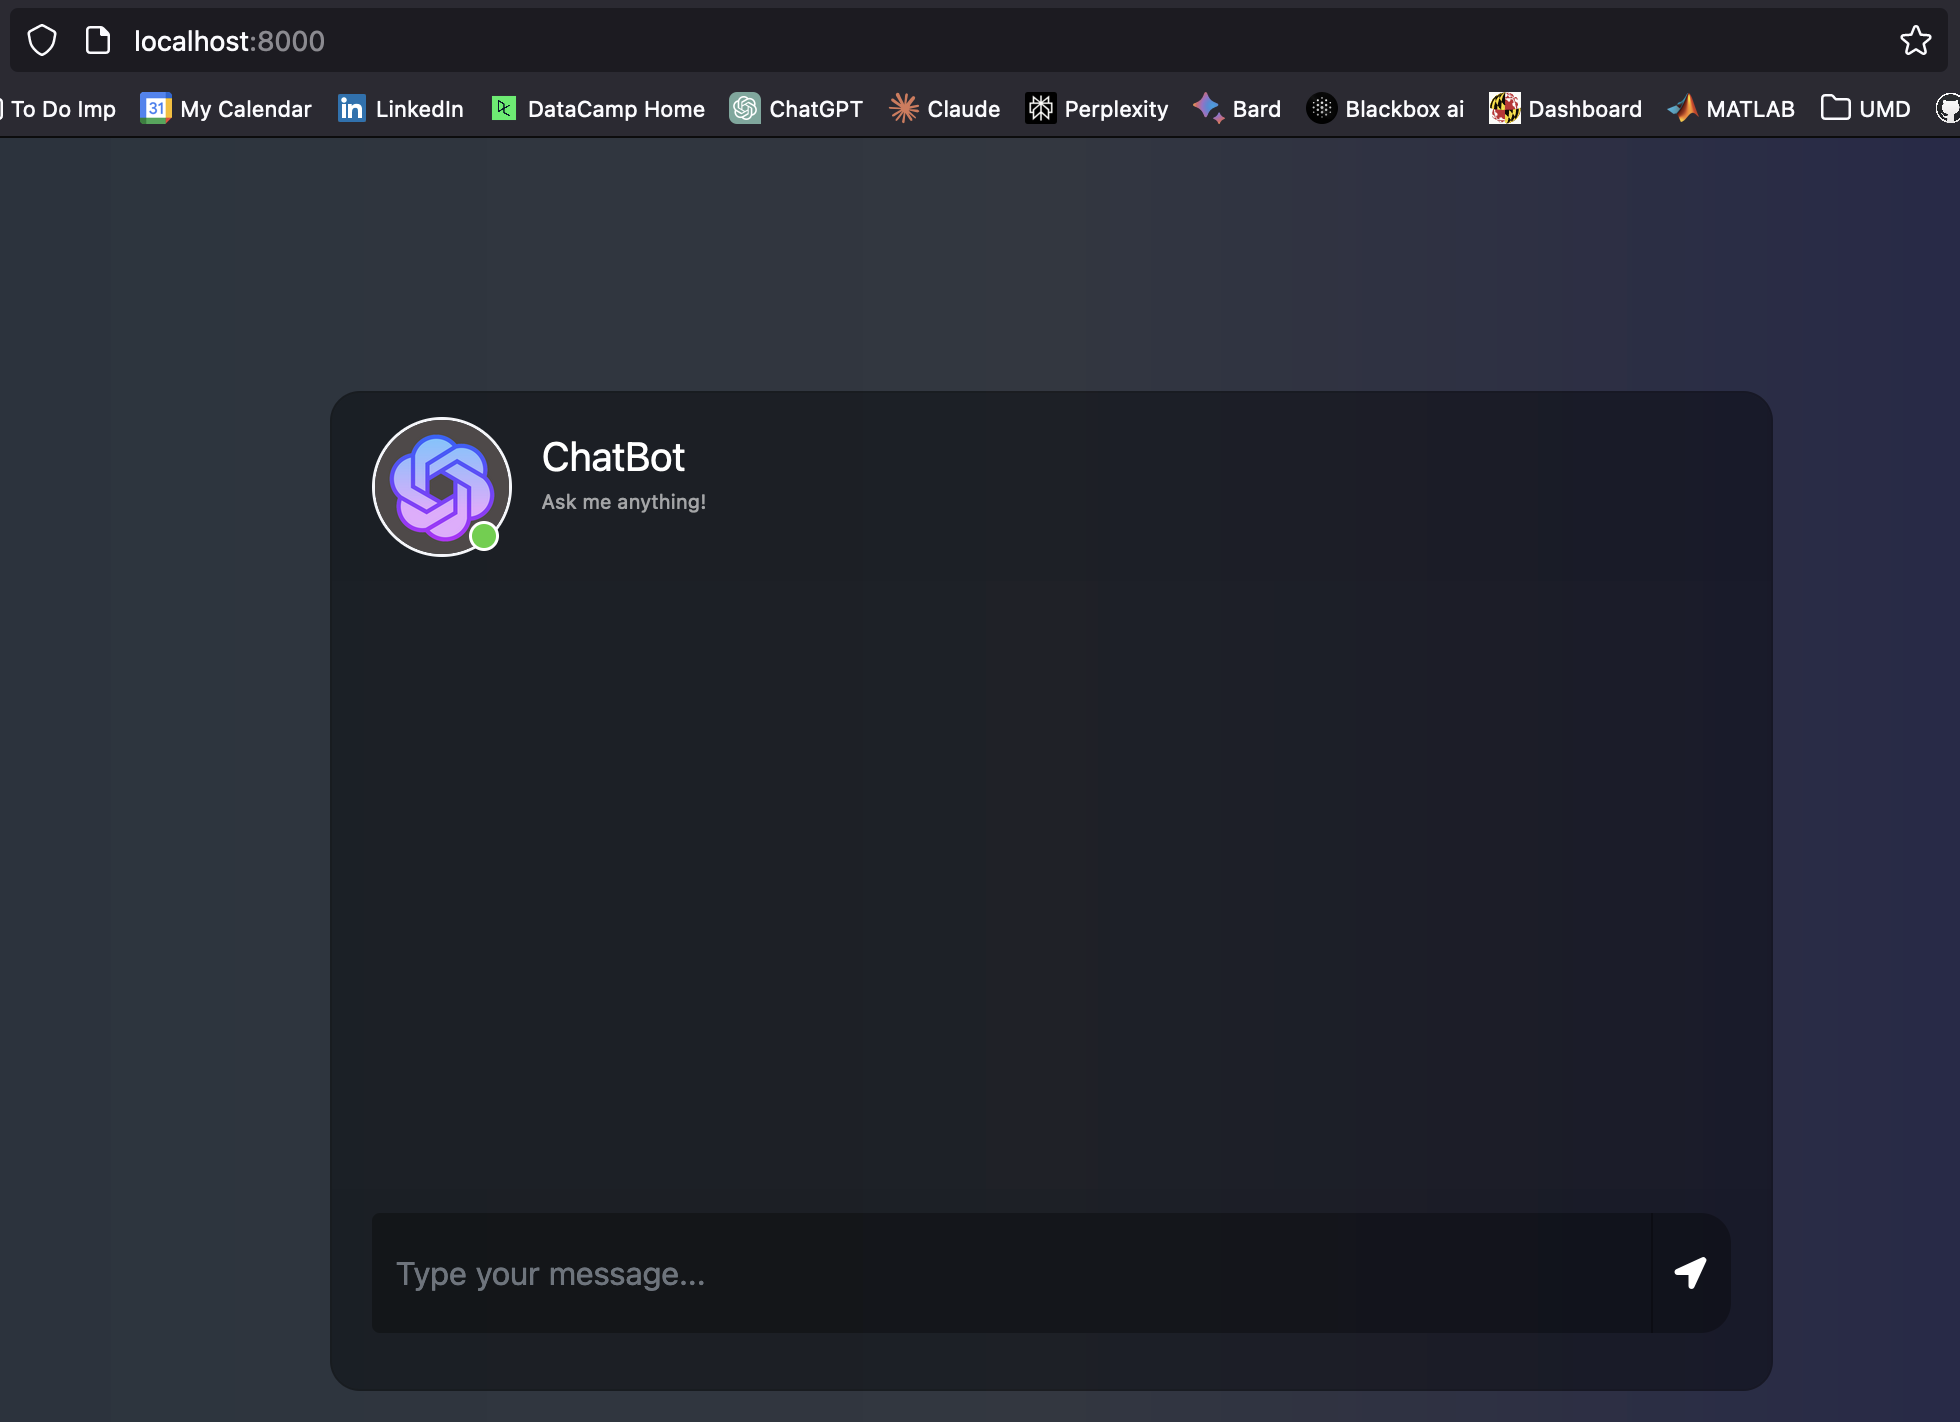 localhost:8000
To Do Imp 31 My Calendar in LinkedIn DataCamp Home ChatGPT Claude Perplexity Bard Blackbox ai Dashboard MATLAB UMD
ChatBot
Ask me anything!
Type your message...